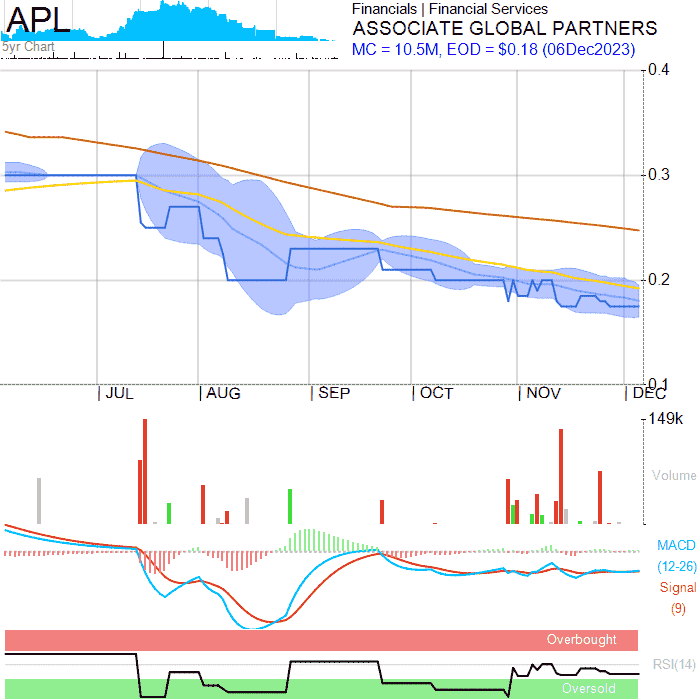 APL
5yr Chart
Financials | Financial Services
ASSOCIATE GLOBAL PARTNERS
MC = 10.5M, EOD = $0.18 (06Dec2023)
0.4
0.3
0.2
0.1
JUL AUG SEP OCT NOV DEC
149k
Volume
MACD
(12-26)
Signal
(9)
Overbought
RSI(14)
Oversold